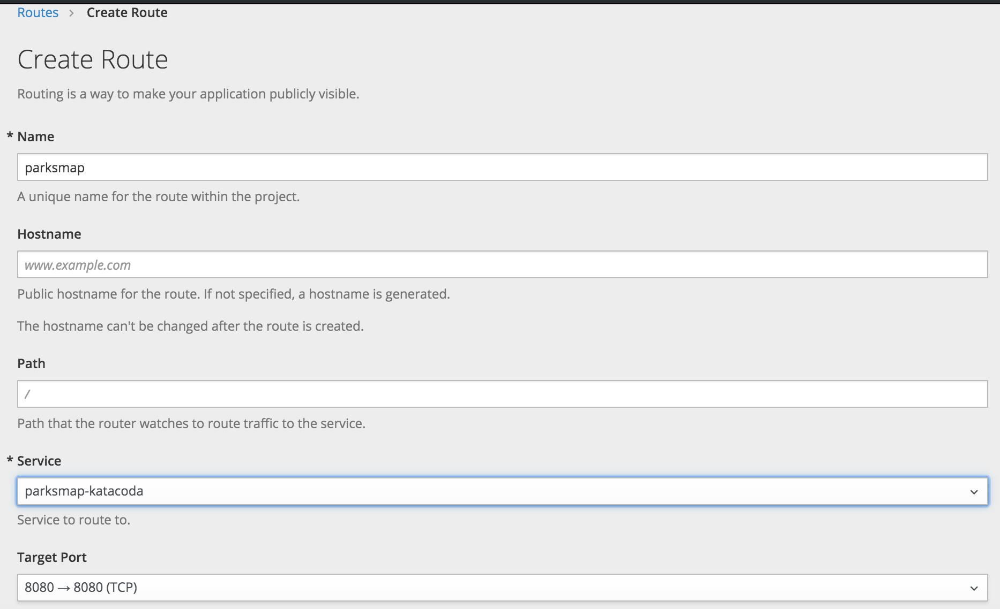 Routes > Create Route
Create Route
Routing is a way to make your application publicly visible.
* Name
parksmap
A unique name for the route within the project.
Hostname
www.example.com
Public hostname for the route. If not specified, a hostname is generated.
The hostname can't be changed after the route is created.
Path
/
Path that the router watches to route traffic to the service.
* Service
parksmap-katacoda
Service to route to.
Target Port
8080 → 8080 (TCP)